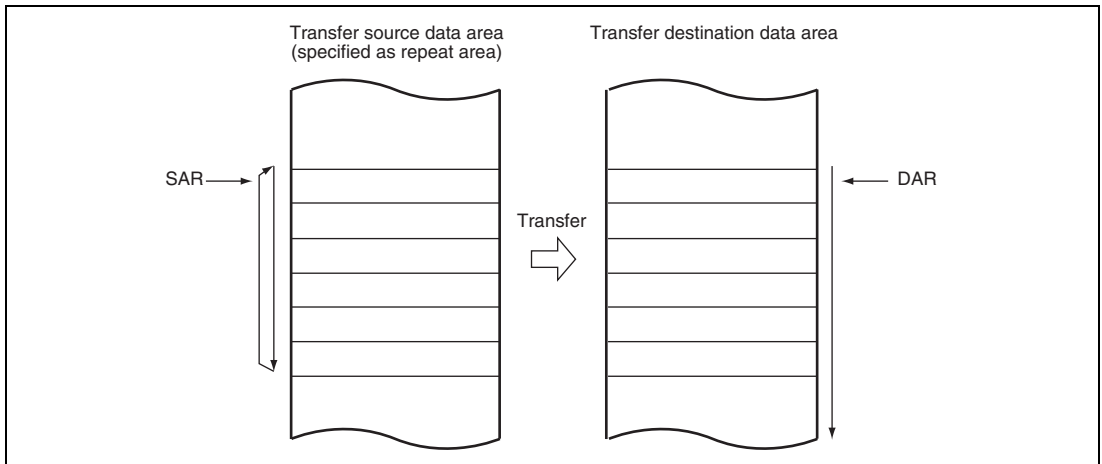 Transfer source data area
(specified as repeat area)
Transfer destination data area
SAR
Transfer
DAR